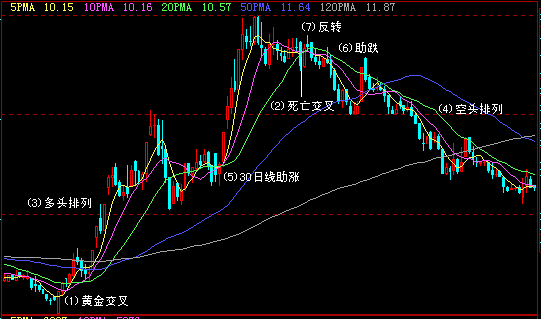 5PMA 10.15 10PMA 10.16 20PMA 10.57 50PMA 11.64 120PMA 11.87
(7)反转
(6)助跌
(2)死亡交叉
(4)空头排列
(5)30日线助涨
(3)多头排列
(1)黄金交叉